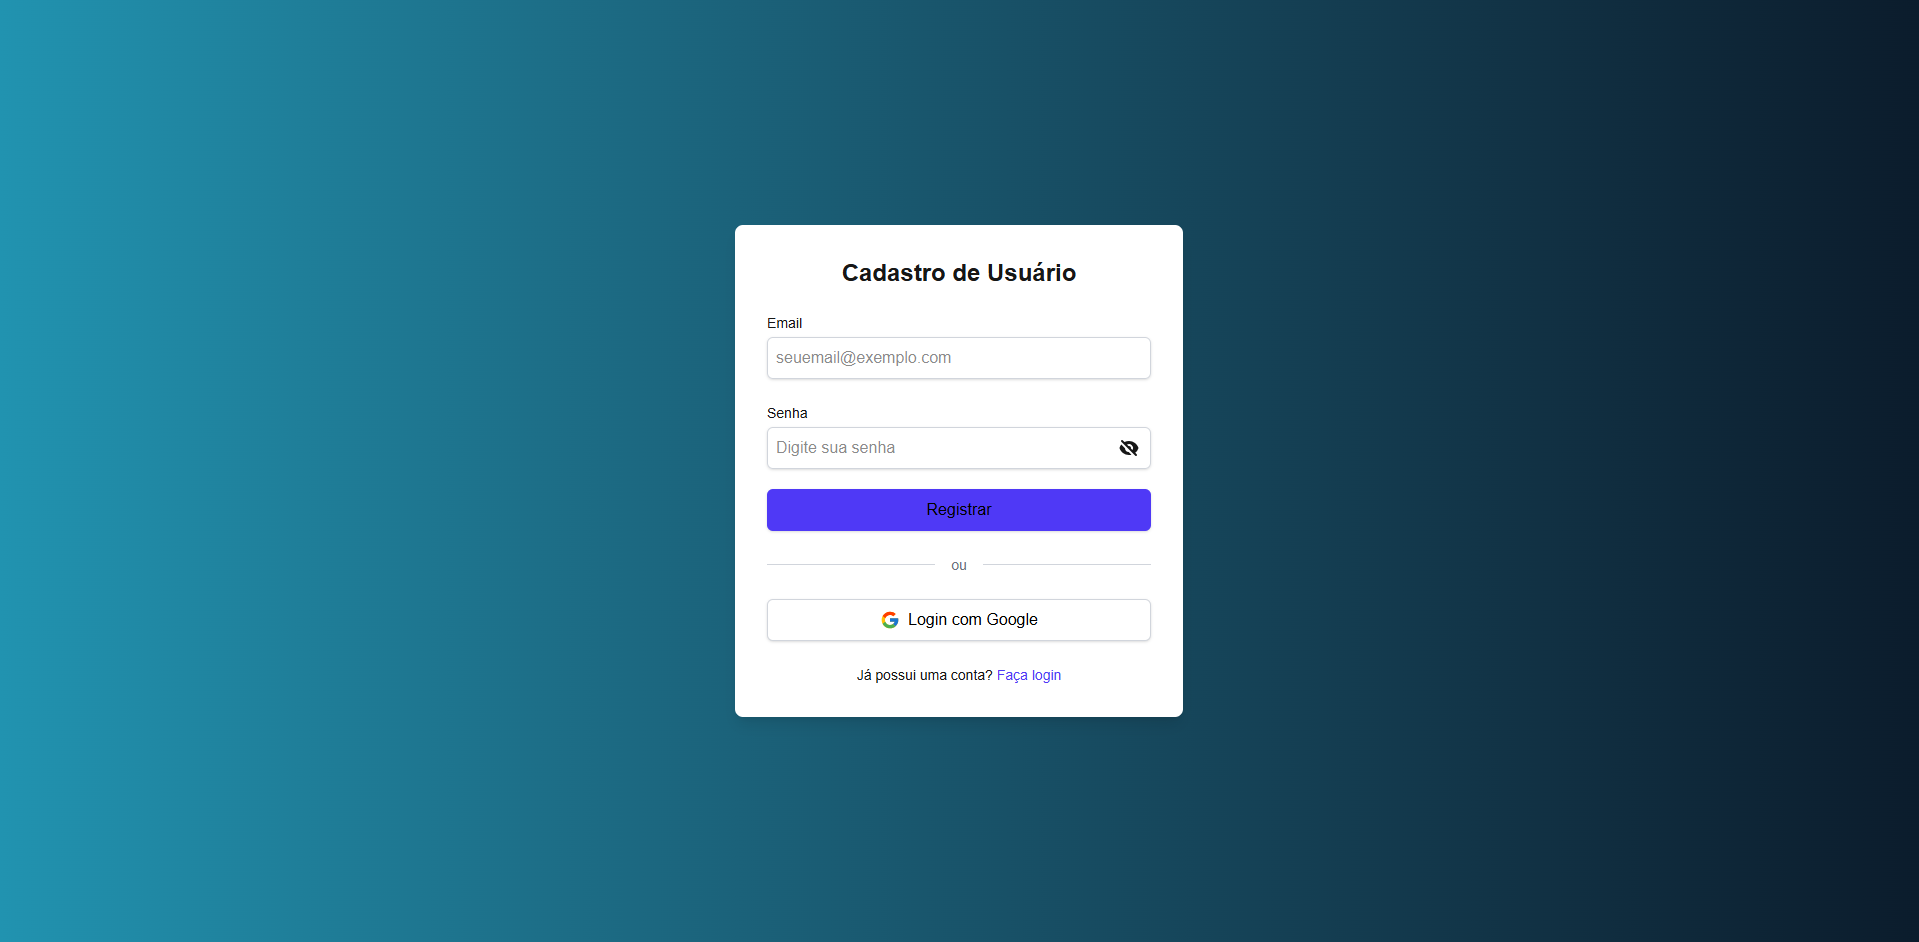 Cadastro de Usuário
Email
seuemail@exemplo.com
Senha
Digite sua senha
Registrar
ou
Login com Google
Já possui uma conta? Faça login